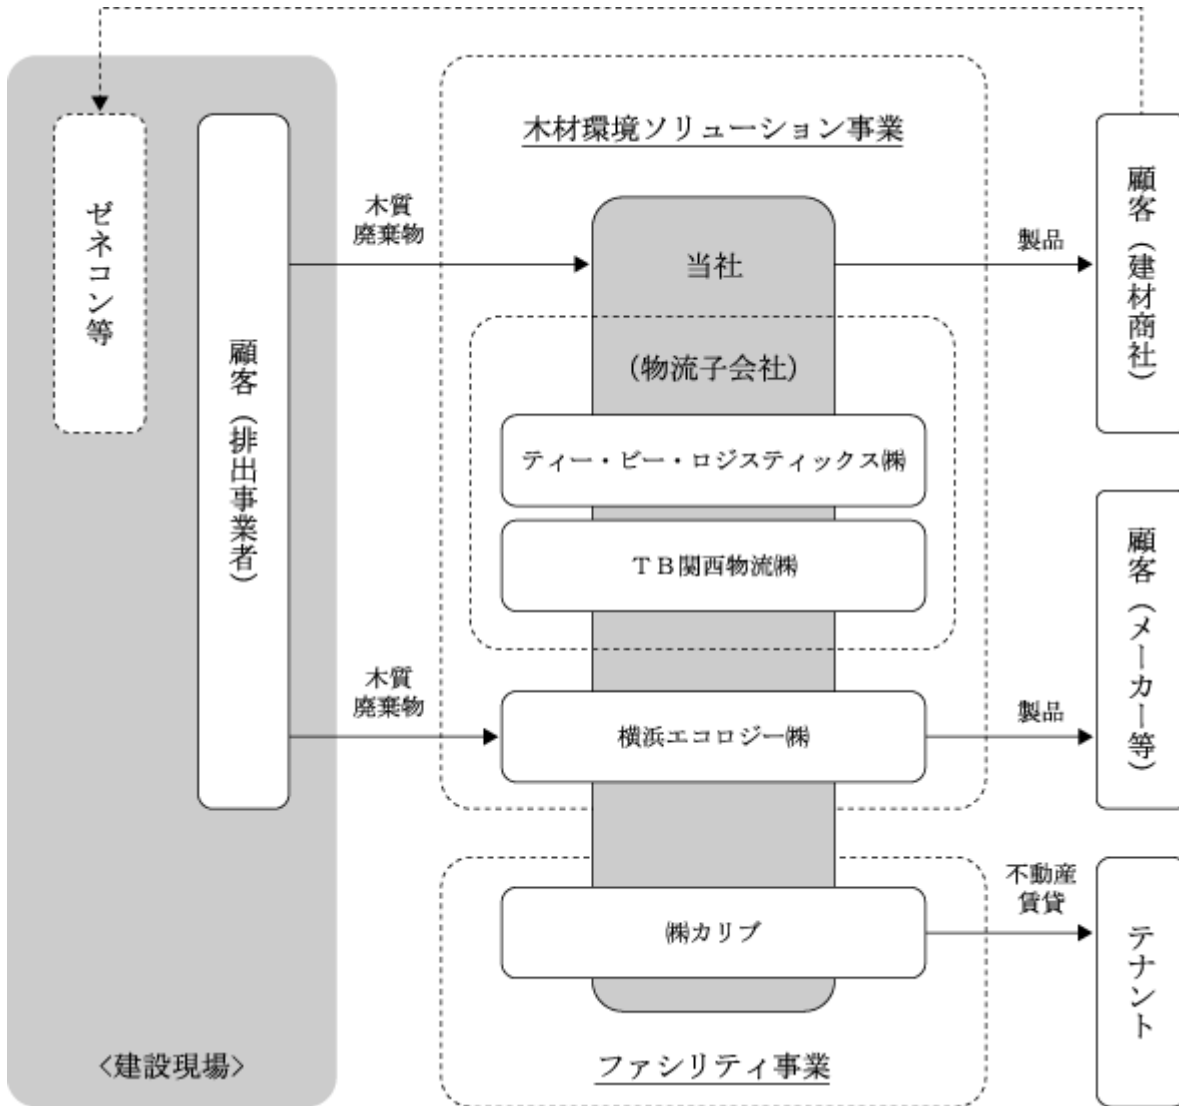 木材環境ソリューション事業
ゼネコン等
顧客（排出事業者）
<建設現場>
木質
廃棄物
木質
廃棄物
当社
（物流子会社）
ティー・ビー・ロジスティックス㈱
ＴＢ関西物流㈱
横浜エコロジー㈱
㈱カリブ
ファシリティ事業
製品
製品
不動産
賃貸
顧客（建材商社）
顧客（メーカー等）
テナント